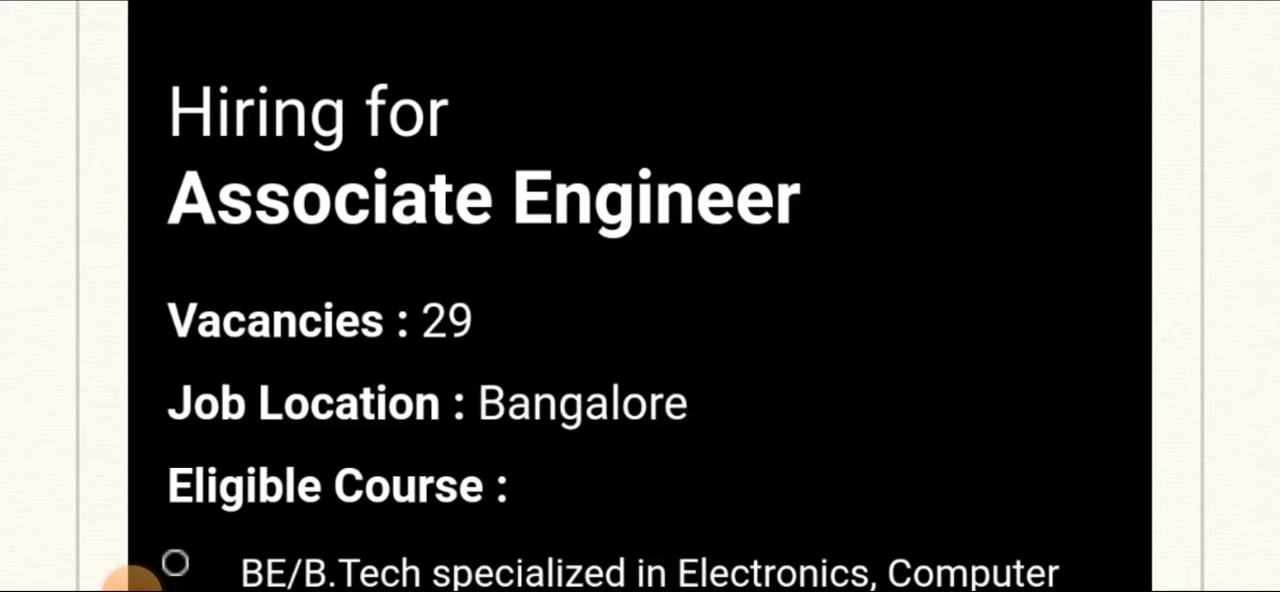 Hiring for
Associate Engineer
Vacancies : 29
Job Location : Bangalore
Eligible Course :
BE/B.Tech specialized in Electronics, Computer